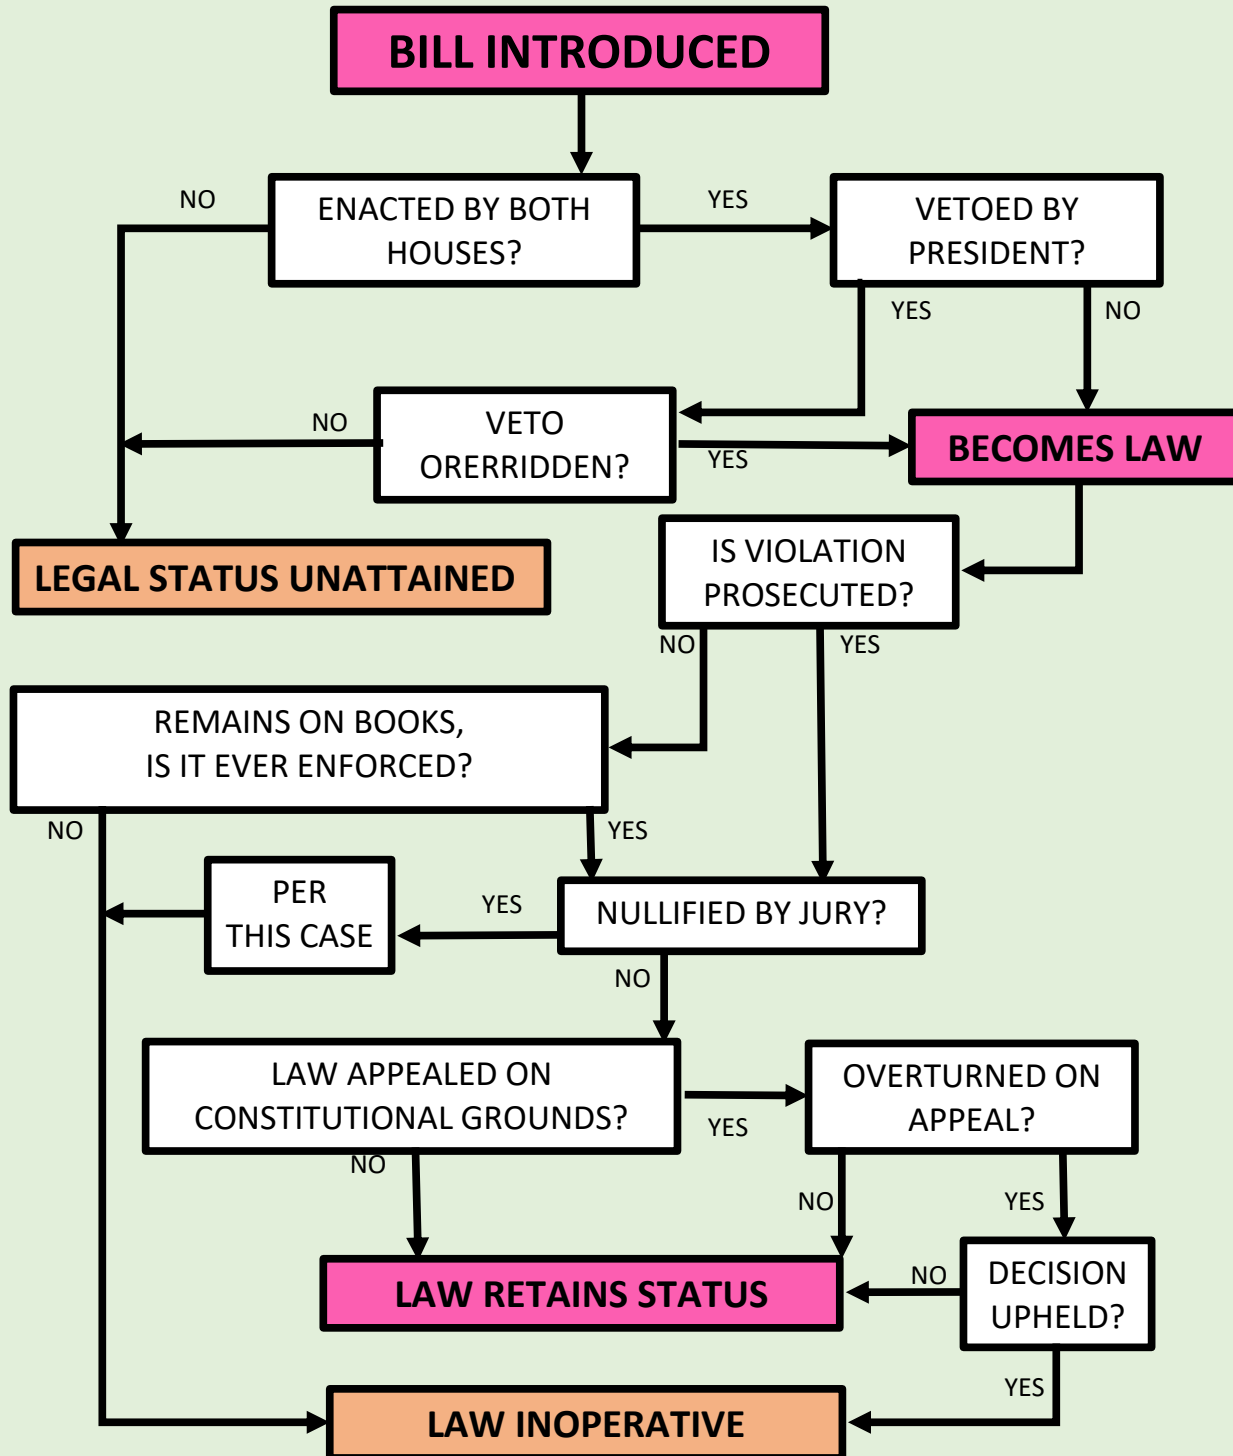 BILL INTRODUCED
NO
ENACTED BY BOTH
HOUSES?
YES
VETOED BY
PRESIDENT?
YES
NO
NO
VETO
ORERRIDDEN?
YES
BECOMES LAW
LEGAL STATUS UNATTAINED
IS VIOLATION
PROSECUTED?
NO
YES
REMAINS ON BOOKS,
IS IT EVER ENFORCED?
NO
YES
PER
THIS CASE
YES
NULLIFIED BY JURY?
NO
LAW APPEALED ON
CONSTITUTIONAL GROUNDS?
YES
OVERTURNED ON
APPEAL?
NO
NO
YES
LAW RETAINS STATUS
NO
DECISION
UPHELD?
YES
LAW INOPERATIVE